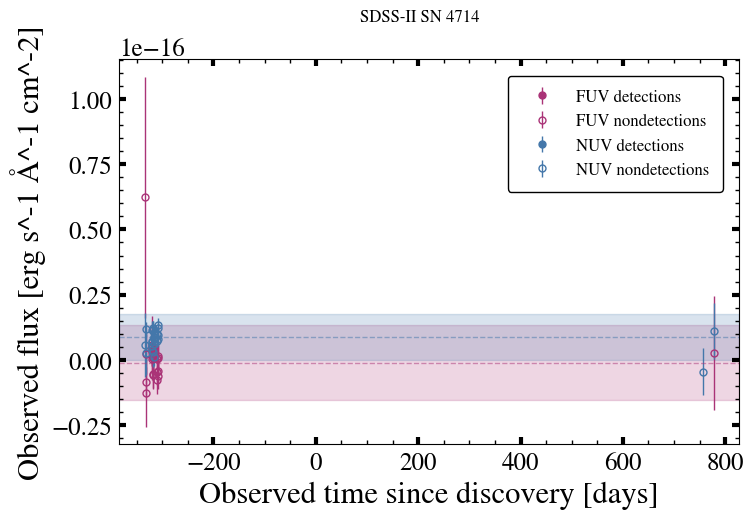 SDSS-II SN 4714
1e−16
Observed flux [erg s^-1 Å^-1 cm^-2]
1.00
0.75
0.50
0.25
0.00
−0.25
FUV detections
FUV nondetections
NUV detections
NUV nondetections
−200
0
200
400
600
800
Observed time since discovery [days]